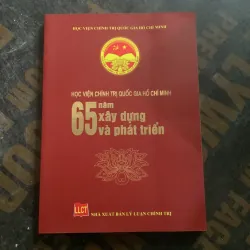 HỌC VIỆN CHÍNH TRỊ QUỐC GIA HỒ CHÍ MINH
HỌC VIỆN CHÍNH TRỊ QUỐC GIA HỒ CHÍ MINH
65 năm
xây dựng
và phát triển
LLCT
NHÀ XUẤT BẢN LÝ LUẬN CHÍNH TRỊ